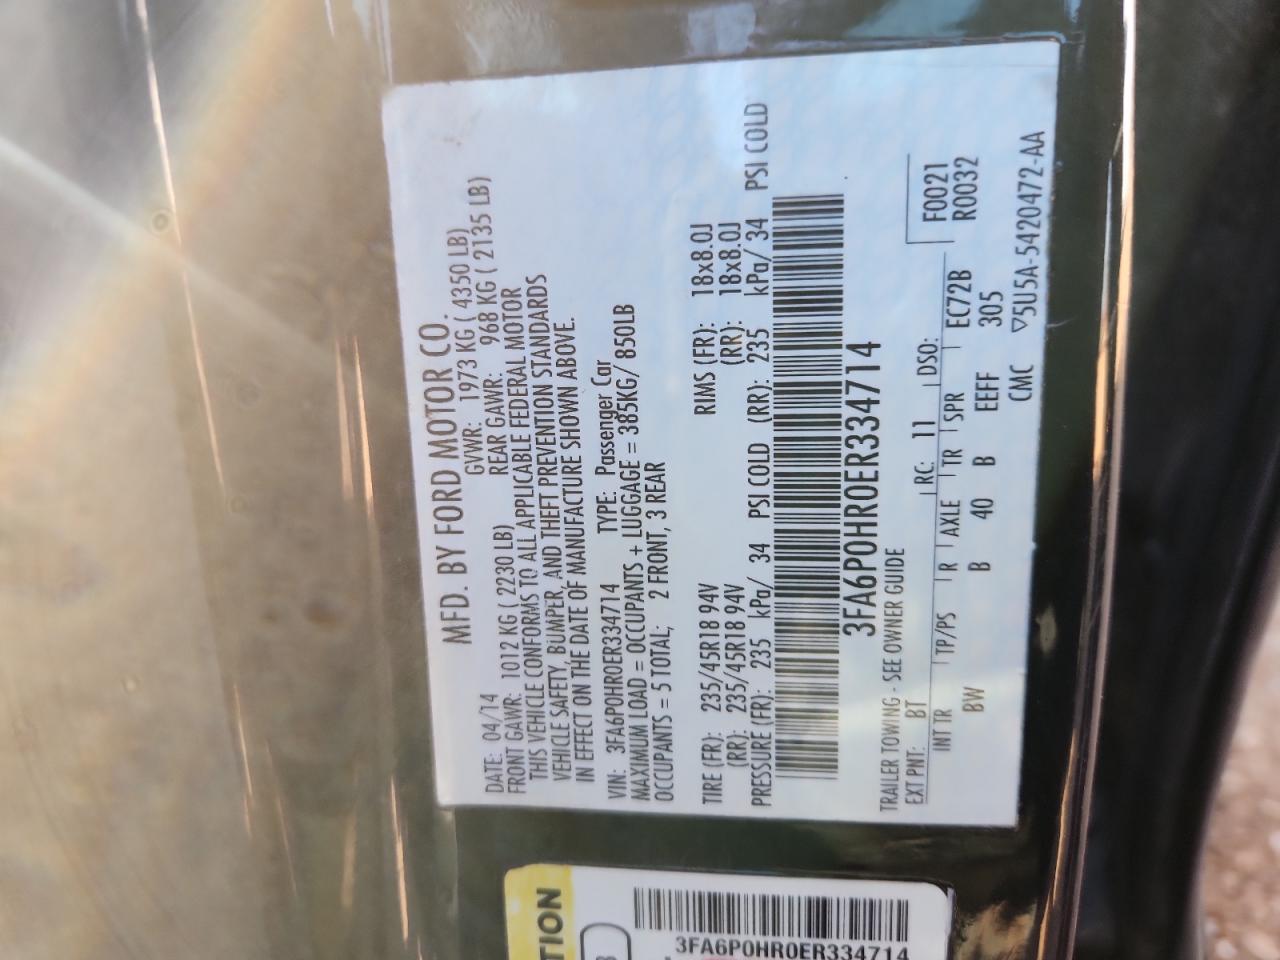 MFD. BY FORD MOTOR CO.
DATE: 04/14 GVWR: 1973 KG ( 4350 LB)
FRONT GAWR: 1012 KG ( 2230 LB) REAR GAWR: 968 KG ( 2135 LB)
THIS VEHICLE CONFORMS TO ALL APPLICABLE FEDERAL MOTOR
VEHICLE SAFETY, BUMPER, AND THEFT PREVENTION STANDARDS
IN EFFECT ON THE DATE OF MANUFACTURE SHOWN ABOVE.
VIN: 3FA6P0HR0ER334714 TYPE: Passenger Car
MAXIMUM LOAD = OCCUPANTS + LUGGAGE = 385KG/ 850LB
OCCUPANTS = 5 TOTAL; 2 FRONT, 3 REAR
TIRE (FR): 235/45R18 94V RIMS (FR): 18x8.0J
(RR): 235/45R18 94V (RR): 18x8.0J
PRESSURE (FR): 235 kPa/ 34 PSI COLD (RR): 235 kPa/ 34 PSI COLD
3FA6P0HR0ER334714
TRAILER TOWING - SEE OWNER GUIDE
EXT PNT: BT RC: 11 DSO: F0021
INT TR TP/PS R AXLE TR SPR EC72B R0032
BW B 40 B EEFF 305
CMC ▽5U5A-5420472-AA
TION
3FA6P0HR0ER334714